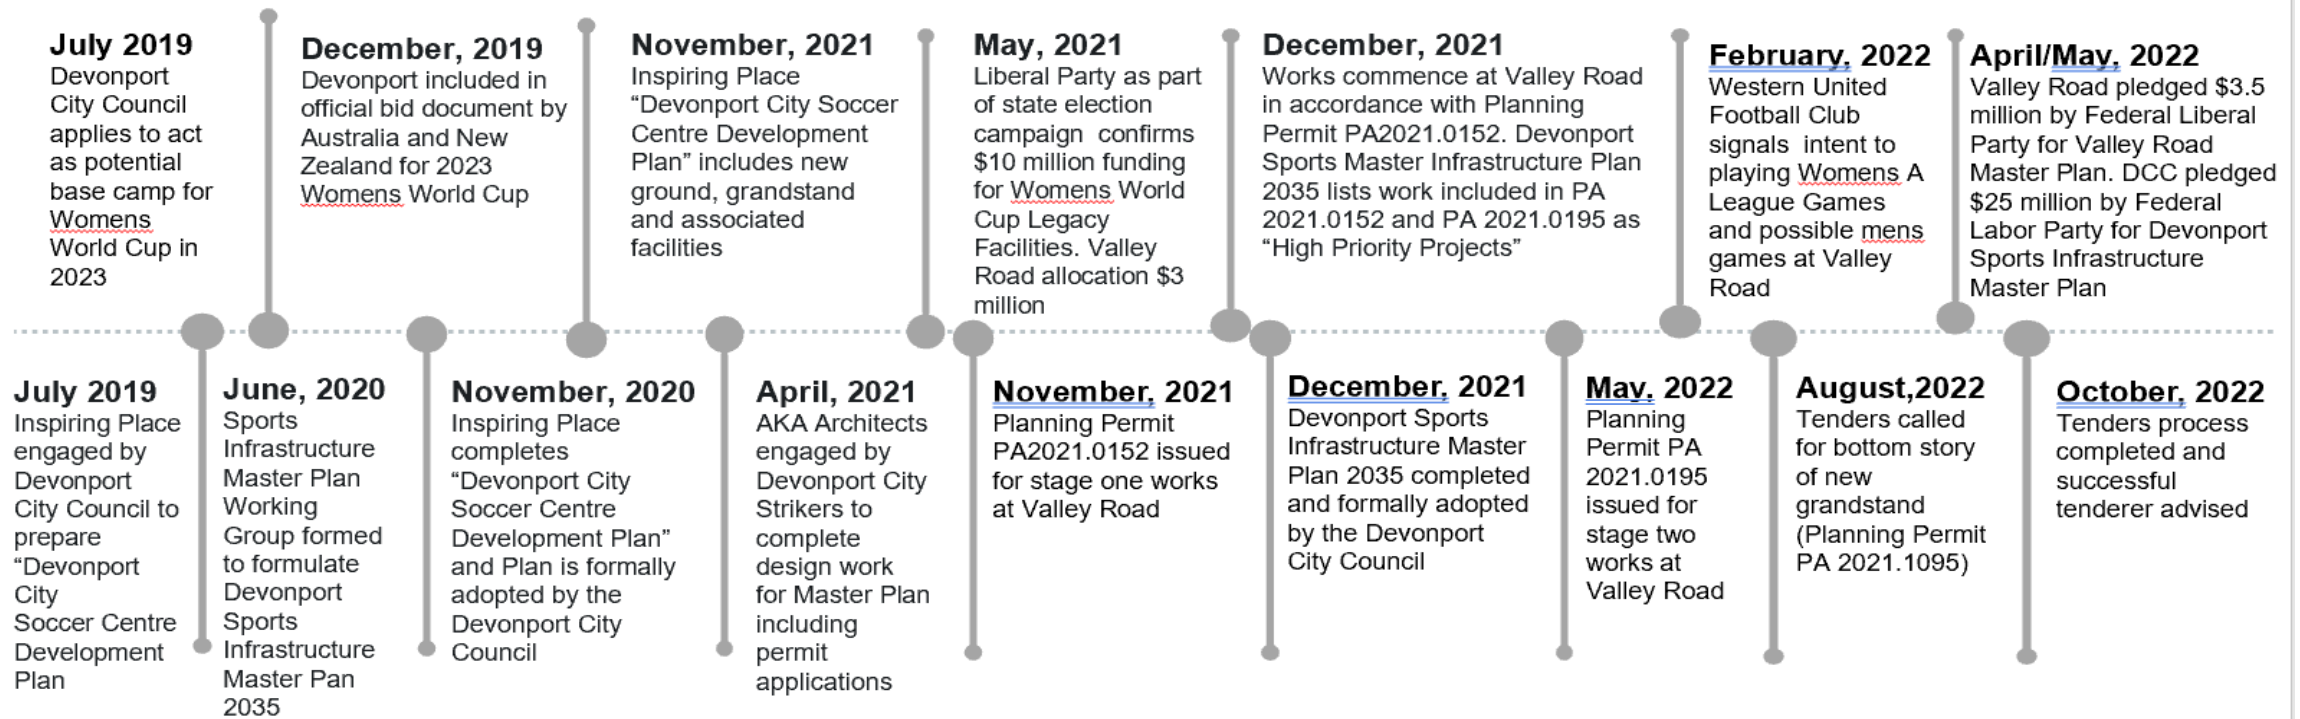 July 2019
Devonport
City Council
applies to act
as potential
base camp for
Womens
World Cup in
2023
December, 2019
Devonport included in
official bid document by
Australia and New
Zealand for 2023
Womens World Cup
November, 2021
Inspiring Place
“Devonport City Soccer
Centre Development
Plan” includes new
ground, grandstand
and associated
facilities
May, 2021
Liberal Party as part
of state election
campaign  confirms
$10 million funding
for Womens World
Cup Legacy
Facilities. Valley
Road allocation $3
million
December, 2021
Works commence at Valley Road
in accordance with Planning
Permit PA2021.0152. Devonport
Sports Master Infrastructure Plan
2035 lists work included in PA
2021.0152 and PA 2021.0195 as
“High Priority Projects”
February, 2022
Western United
Football Club
signals  intent to
playing Womens A
League Games
and possible mens
games at Valley
Road
April/May, 2022
Valley Road pledged $3.5
million by Federal Liberal
Party for Valley Road
Master Plan. DCC pledged
$25 million by Federal
Labor Party for Devonport
Sports Infrastructure
Master Plan
July 2019
Inspiring Place
engaged by
Devonport
City Council to
prepare
“Devonport
City
Soccer Centre
Development
Plan
June, 2020
Sports
Infrastructure
Master Plan
Working
Group formed
to formulate
Devonport
Sports
Infrastructure
Master Pan
2035
November, 2020
Inspiring Place
completes
“Devonport City
Soccer Centre
Development Plan”
and Plan is formally
adopted by the
Devonport City
Council
April, 2021
AKA Architects
engaged by
Devonport City
Strikers to
complete
design work
for Master Plan
including
permit
applications
November, 2021
Planning Permit
PA2021.0152 issued
for stage one works
at Valley Road
December, 2021
Devonport Sports
Infrastructure Master
Plan 2035 completed
and formally adopted
by the Devonport
City Council
May, 2022
Planning
Permit PA
2021.0195
issued for
stage two
works at
Valley Road
August,2022
Tenders called
for bottom story
of new
grandstand
(Planning Permit
PA 2021.1095)
October, 2022
Tenders process
completed and
successful
tenderer advised